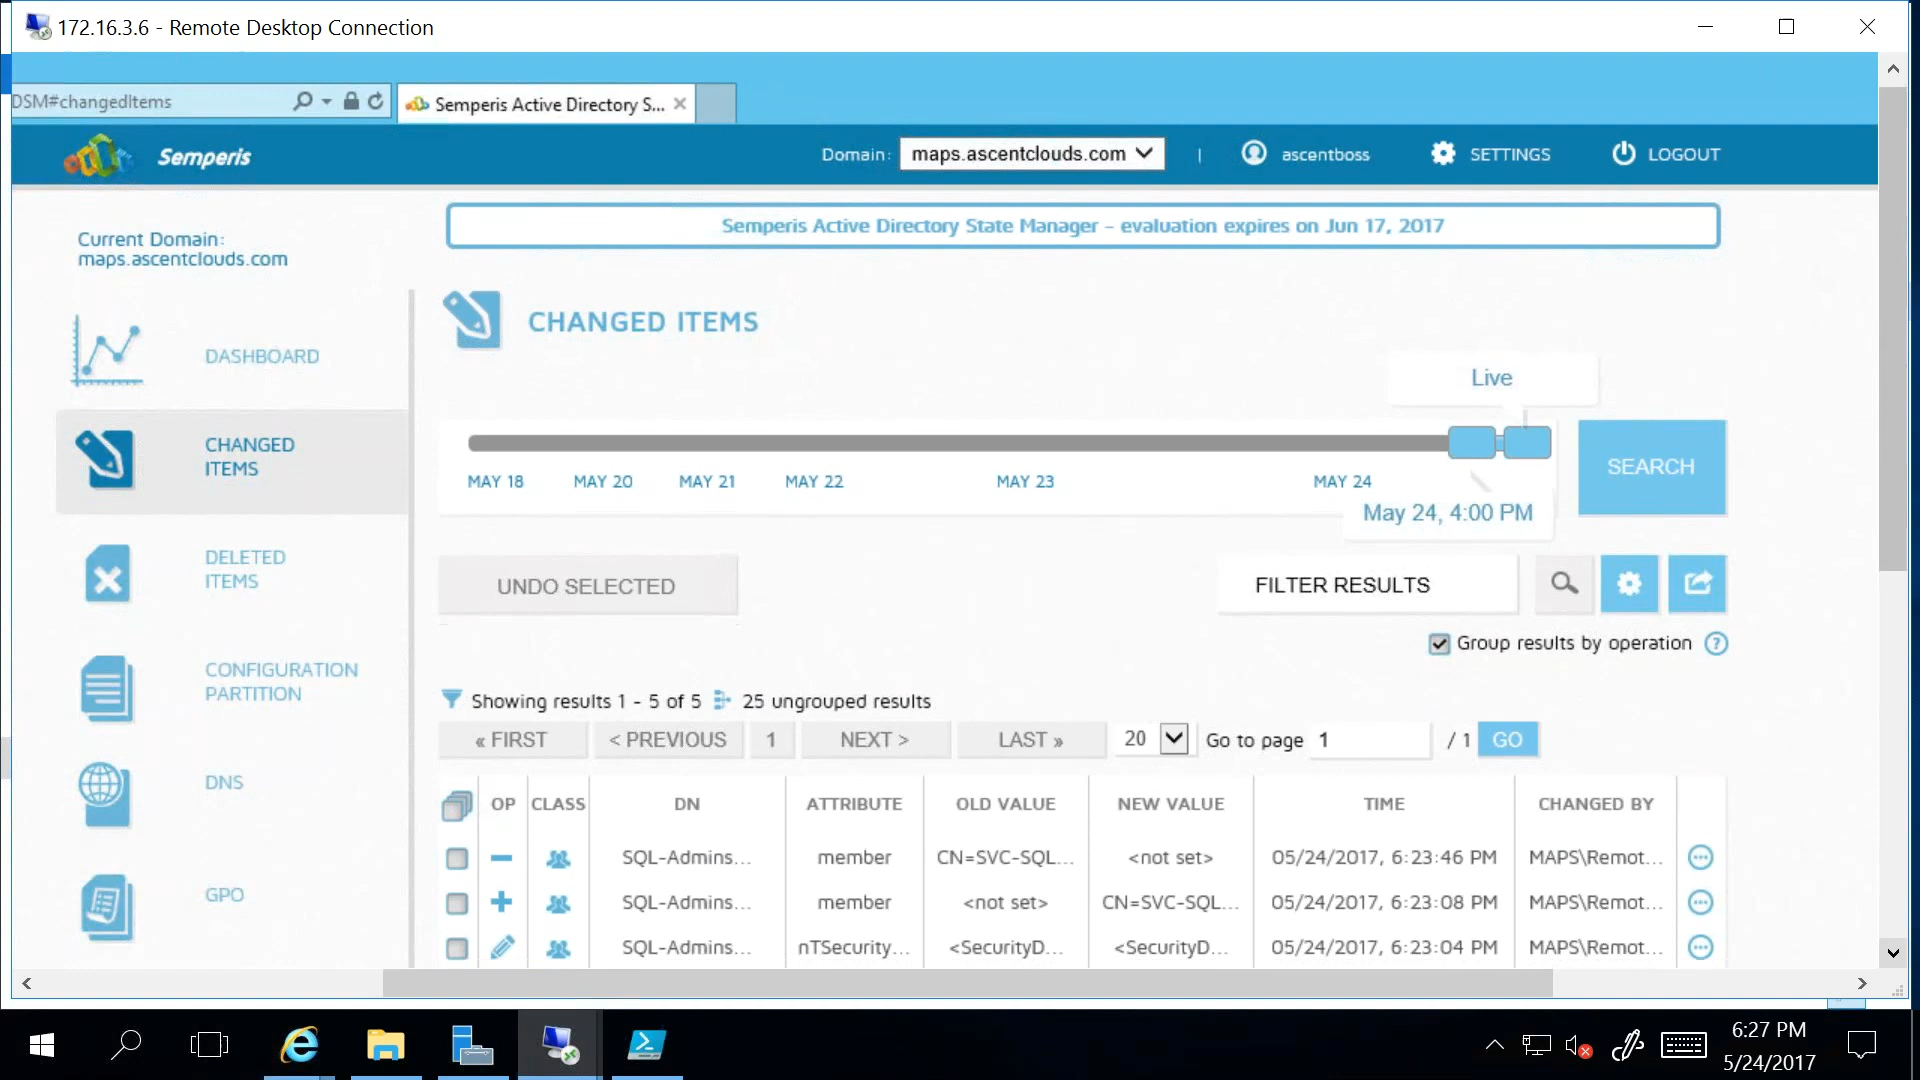 172.16.3.6 - Remote Desktop Connection
DSM#changedItems
Semperis Active Directory S...
Semperis
Domain: maps.ascentclouds.com
|
ascentboss
SETTINGS
LOGOUT
Semperis Active Directory State Manager - evaluation expires on Jun 17, 2017
Current Domain:
maps.ascentclouds.com
CHANGED ITEMS
DASHBOARD
Live
CHANGED
ITEMS
SEARCH
MAY 18 MAY 20 MAY 21 MAY 22 MAY 23 MAY 24
May 24, 4:00 PM
DELETED
ITEMS
UNDO SELECTED
FILTER RESULTS
Group results by operation ?
CONFIGURATION
PARTITION
Showing results 1 - 5 of 5 25 ungrouped results
« FIRST < PREVIOUS 1 NEXT > LAST » 20 Go to page 1 / 1 GO
DNS
OP CLASS DN ATTRIBUTE OLD VALUE NEW VALUE TIME CHANGED BY
SQL-Admins... member CN=SVC-SQL... <not set> 05/24/2017, 6:23:46 PM MAPS\Remot...
GPO
SQL-Admins... member <not set> CN=SVC-SQL... 05/24/2017, 6:23:08 PM MAPS\Remot...
SQL-Admins... nTSecurity... <SecurityD... <SecurityD... 05/24/2017, 6:23:04 PM MAPS\Remot...
6:27 PM
5/24/2017